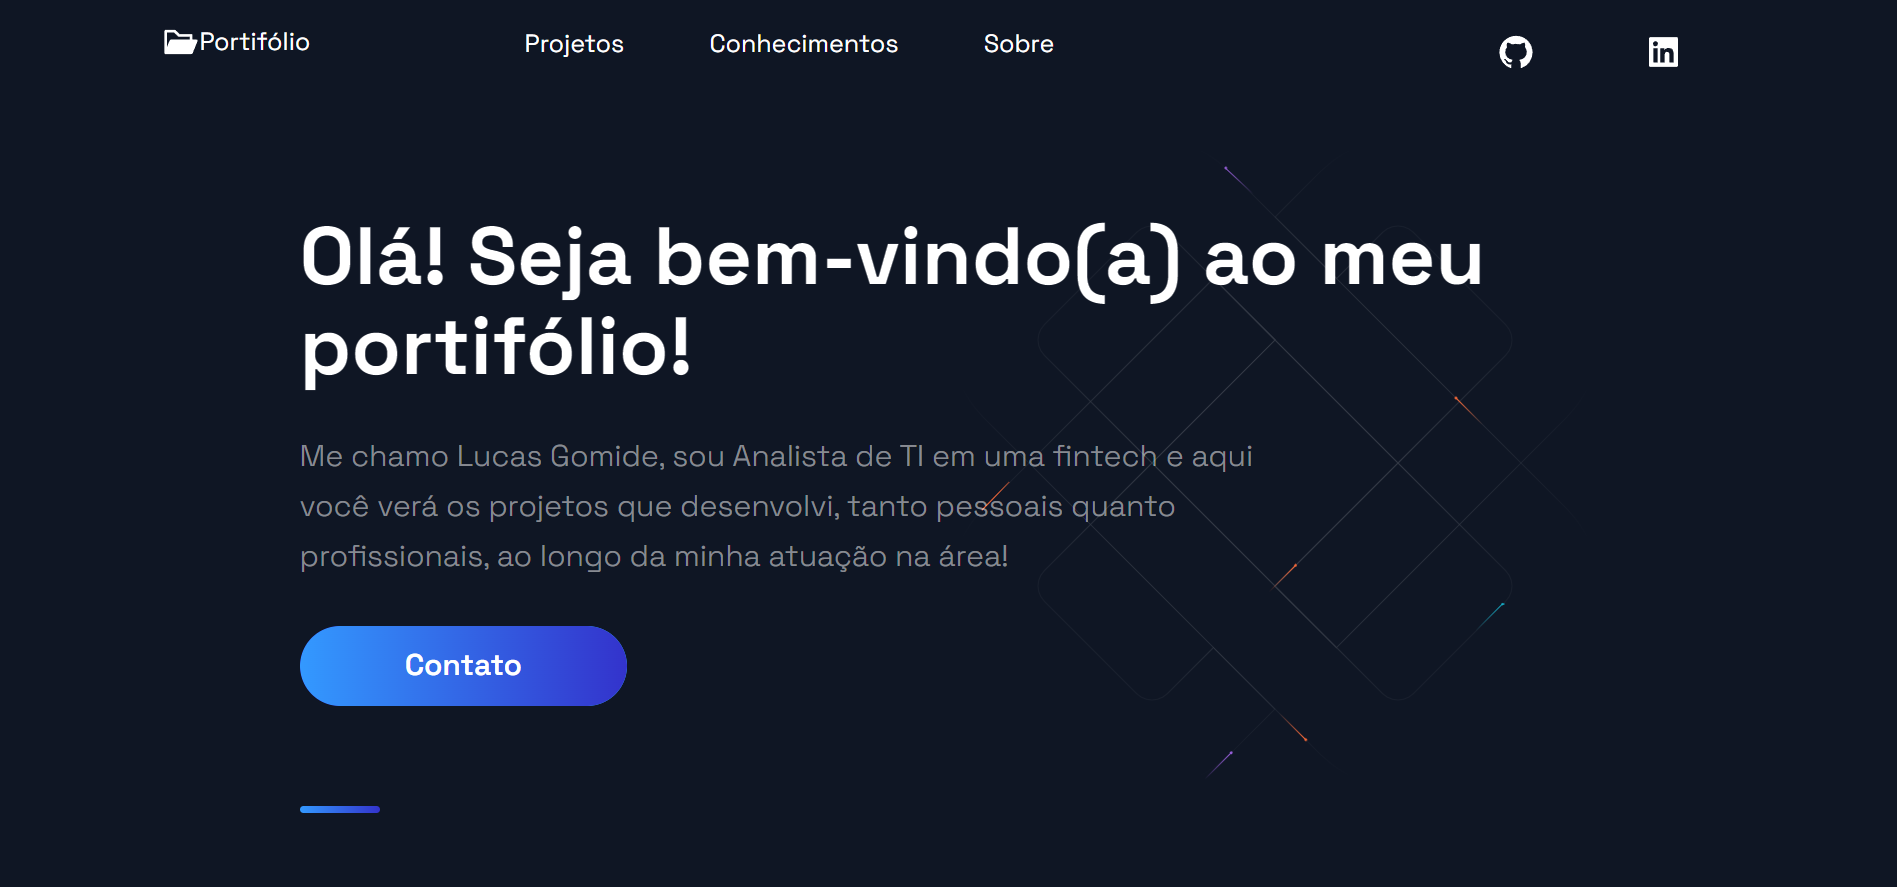 Portifólio
Projetos
Conhecimentos
Sobre
in
Olá! Seja bem-vindo(a) ao meu
portifólio!
Me chamo Lucas Gomide, sou Analista de TI em uma fintech e aqui
você verá os projetos que desenvolvi, tanto pessoais quanto
profissionais, ao longo da minha atuação na área!
Contato